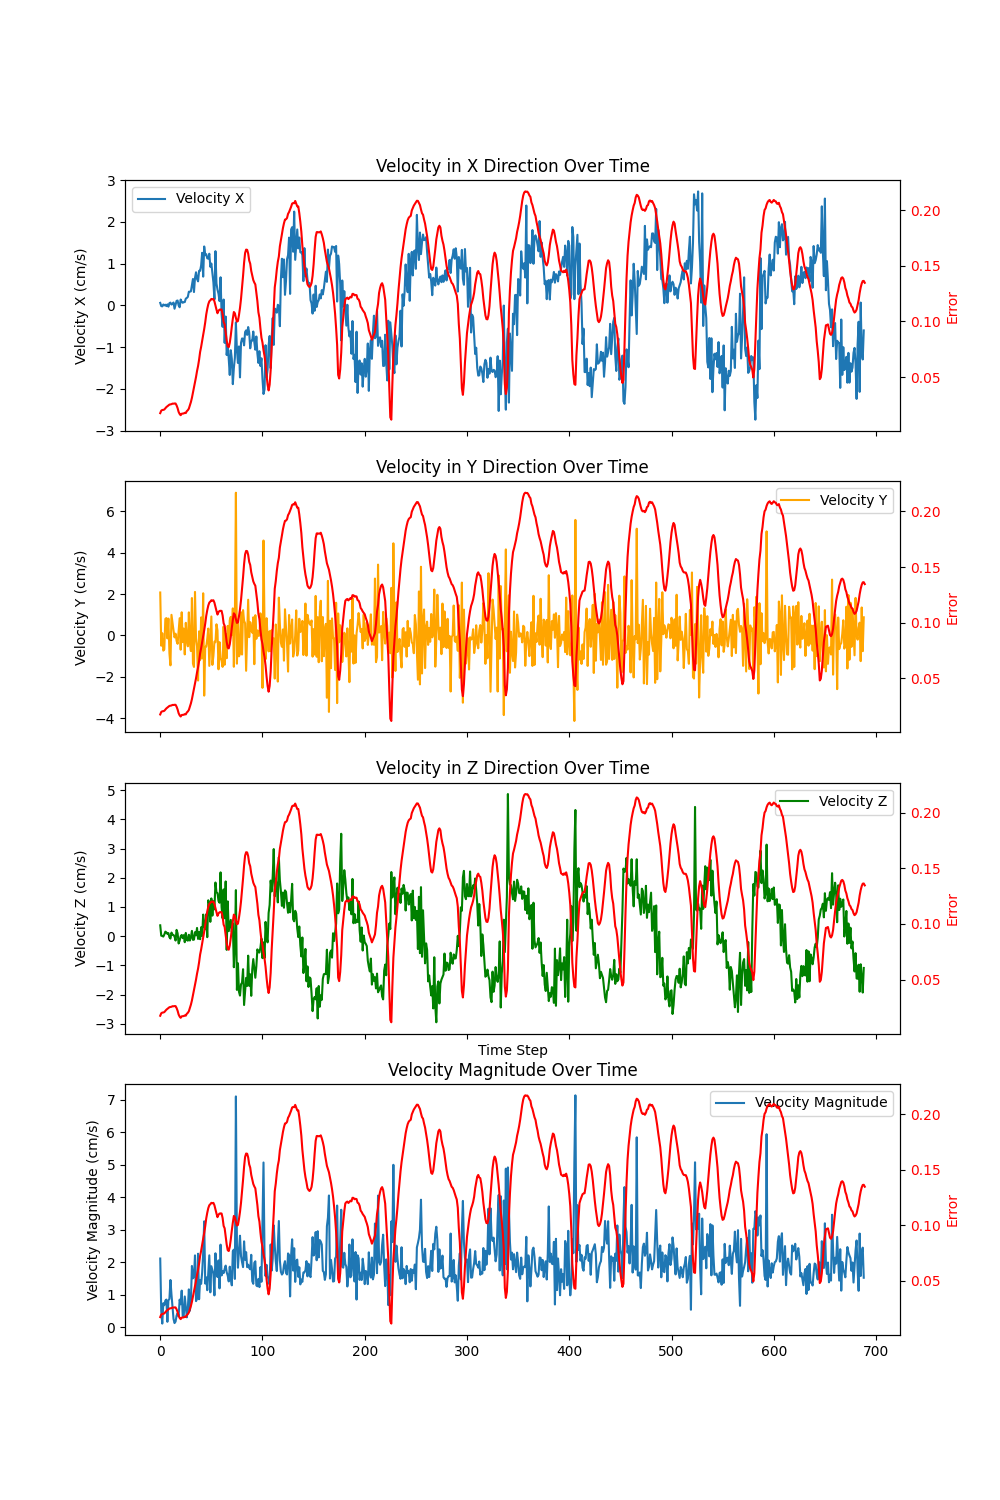 Velocity in X Direction Over Time
Velocity X
Velocity X (cm/s)
3
2
1
0
−1
−2
−3
0.20
0.15
0.10
0.05
Error
Velocity in Y Direction Over Time
Velocity Y
Velocity Y (cm/s)
6
4
2
0
−2
−4
0.20
0.15
0.10
0.05
Error
Velocity in Z Direction Over Time
Velocity Z
Velocity Z (cm/s)
5
4
3
2
1
0
−1
−2
−3
0.20
0.15
0.10
0.05
Error
Time Step
Velocity Magnitude Over Time
Velocity Magnitude
Velocity Magnitude (cm/s)
7
6
5
4
3
2
1
0
0.20
0.15
0.10
0.05
Error
0 100 200 300 400 500 600 700